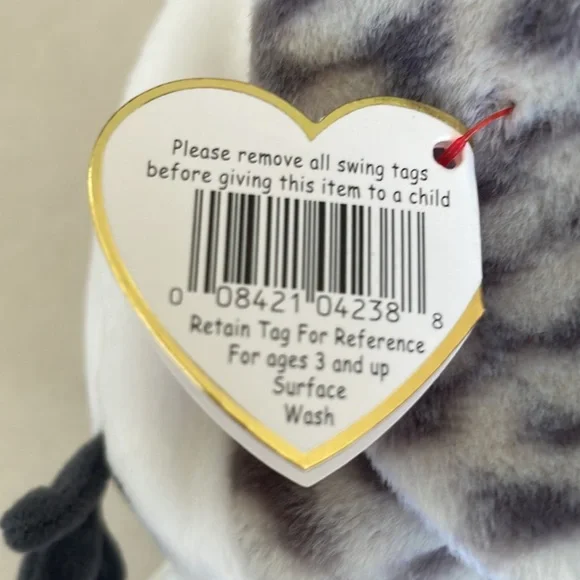 Please remove all swing tags
before giving this item to a child
0 08421 04238 8
Retain Tag For Reference
For ages 3 and up
Surface
Wash